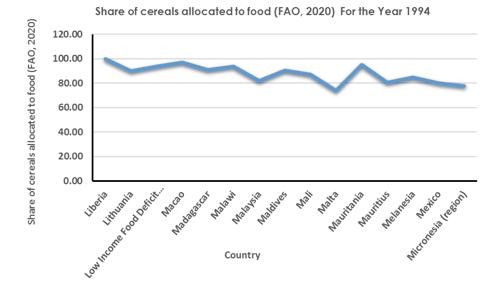 Share of cereals allocated to food (FAO, 2020)  For the Year 1994
Share of cereals allocated to food (FAO, 2020)
120.00
100.00
80.00
60.00
40.00
20.00
0.00
Liberia
Lithuania
Low Income Food Deficit...
Macao
Madagascar
Malawi
Malaysia
Maldives
Mali
Malta
Mauritania
Mauritius
Melanesia
Mexico
Micronesia (region)
Country